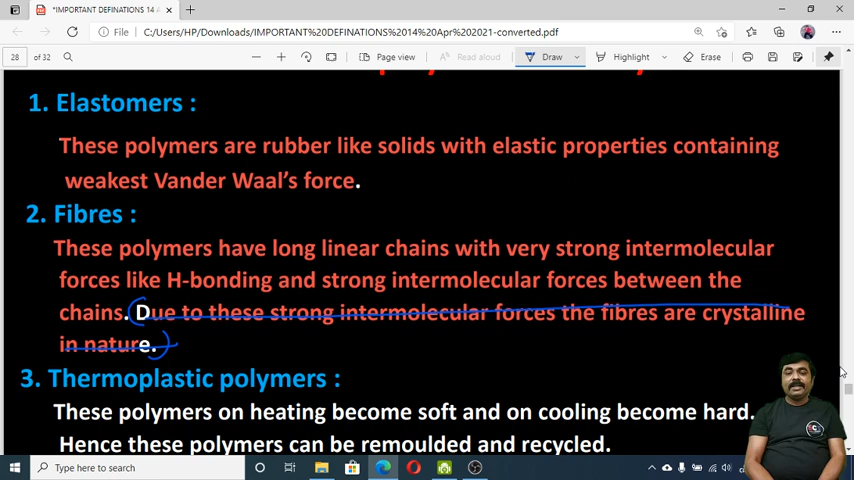 *IMPORTANT DEFINATIONS 14 A
File C:/Users/HP/Downloads/IMPORTANT%20DEFINATIONS%2014%20Apr%202021-converted.pdf
28 of 32 Page view Read aloud Draw Highlight Erase
1. Elastomers :
These polymers are rubber like solids with elastic properties containing
weakest Vander Waal's force.
2. Fibres :
These polymers have long linear chains with very strong intermolecular
forces like H-bonding and strong intermolecular forces between the
chains. Due to these strong intermolecular forces the fibres are crystalline
in nature.
3. Thermoplastic polymers :
These polymers on heating become soft and on cooling become hard.
Hence these polymers can be remoulded and recycled.
Type here to search